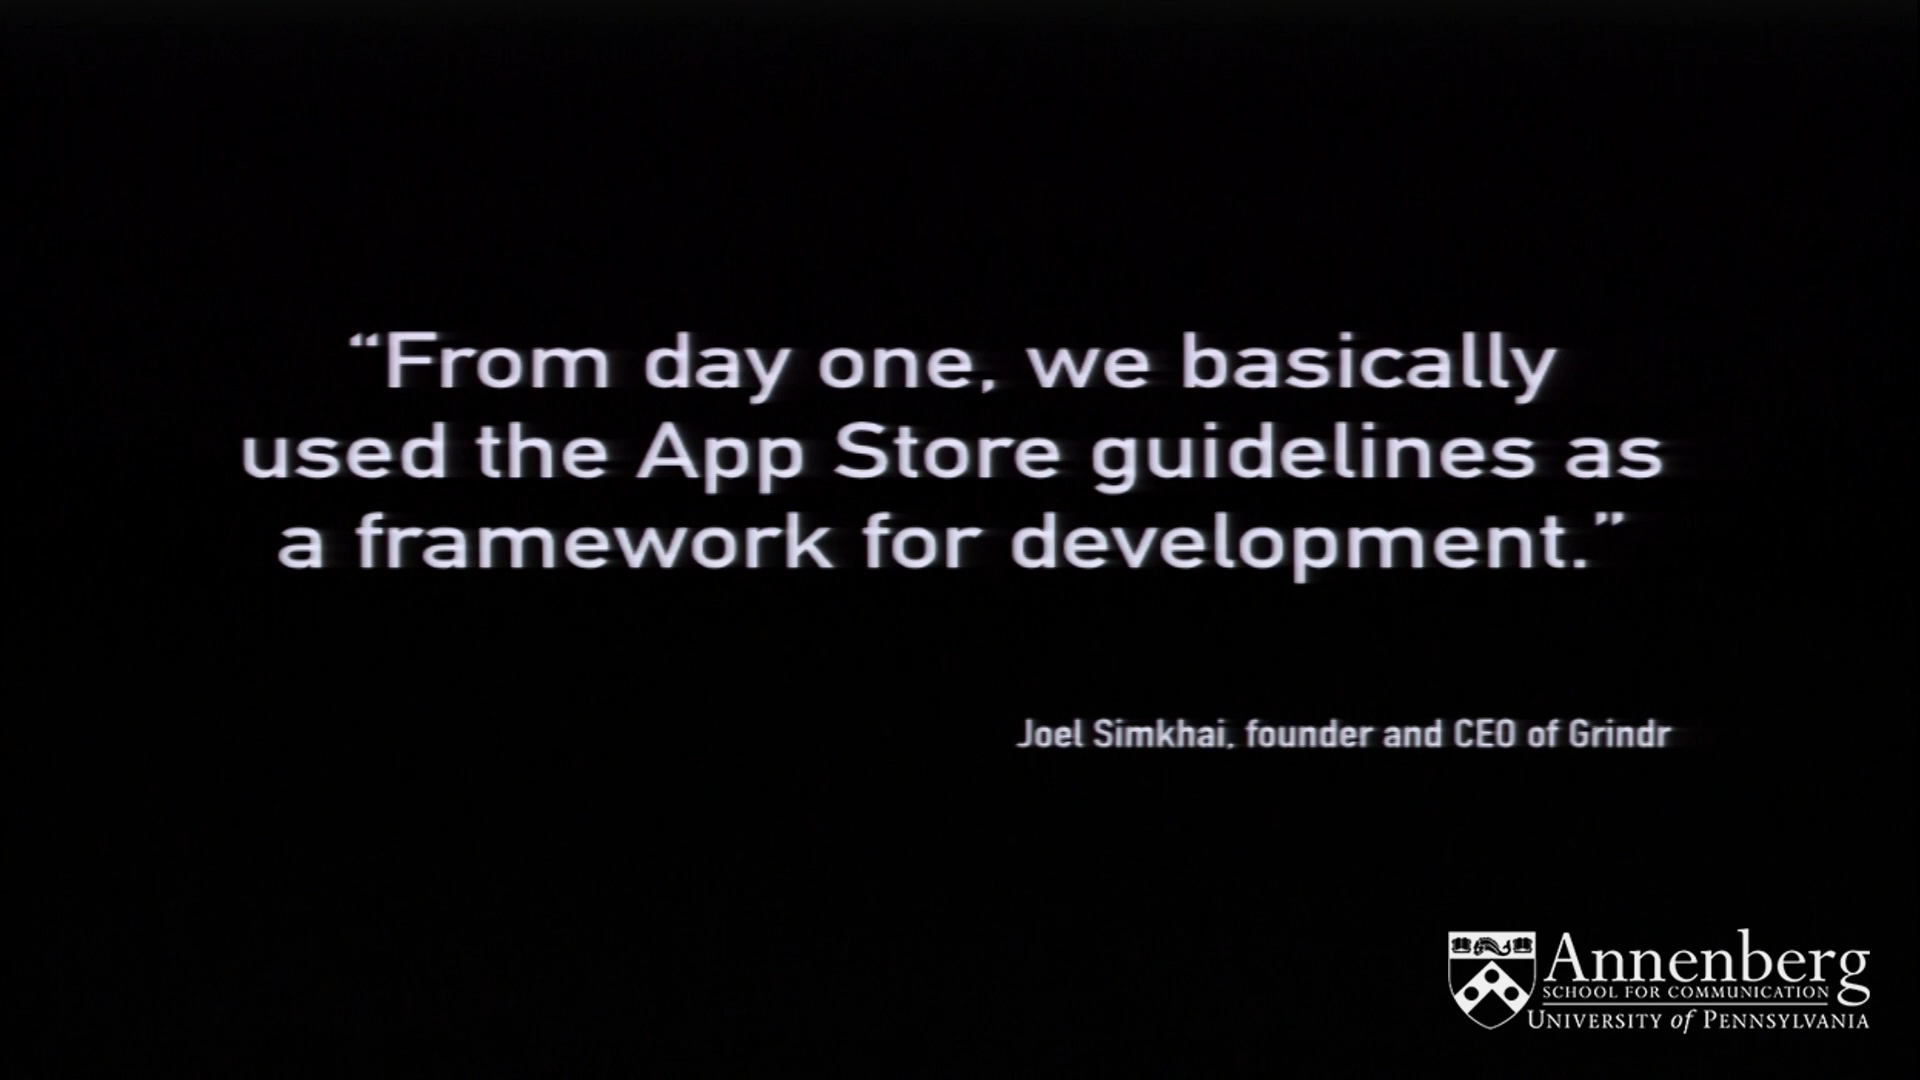 “From day one, we basically
used the App Store guidelines as
a framework for development.”
Joel Simkhai, founder and CEO of Grindr
Annenberg
SCHOOL FOR COMMUNICATION
UNIVERSITY of PENNSYLVANIA